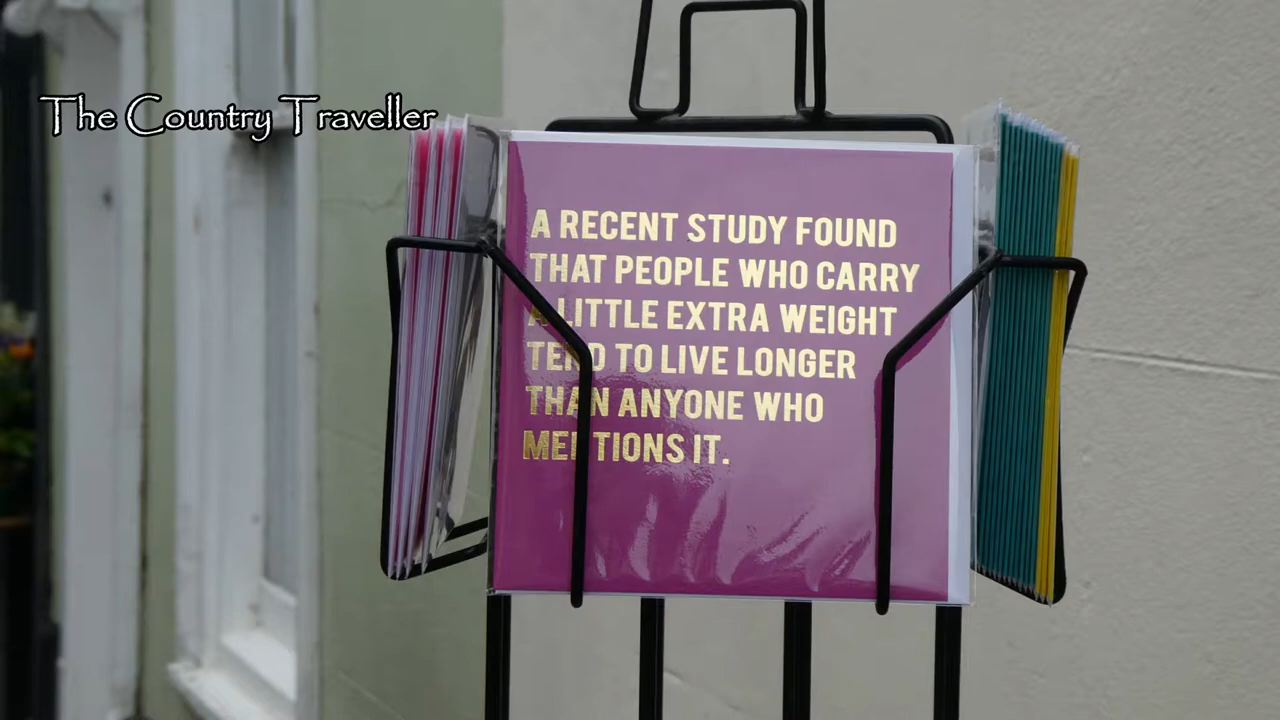 The Country Traveller
A RECENT STUDY FOUND
THAT PEOPLE WHO CARRY
A LITTLE EXTRA WEIGHT
TEND TO LIVE LONGER
THAN ANYONE WHO
MENTIONS IT.